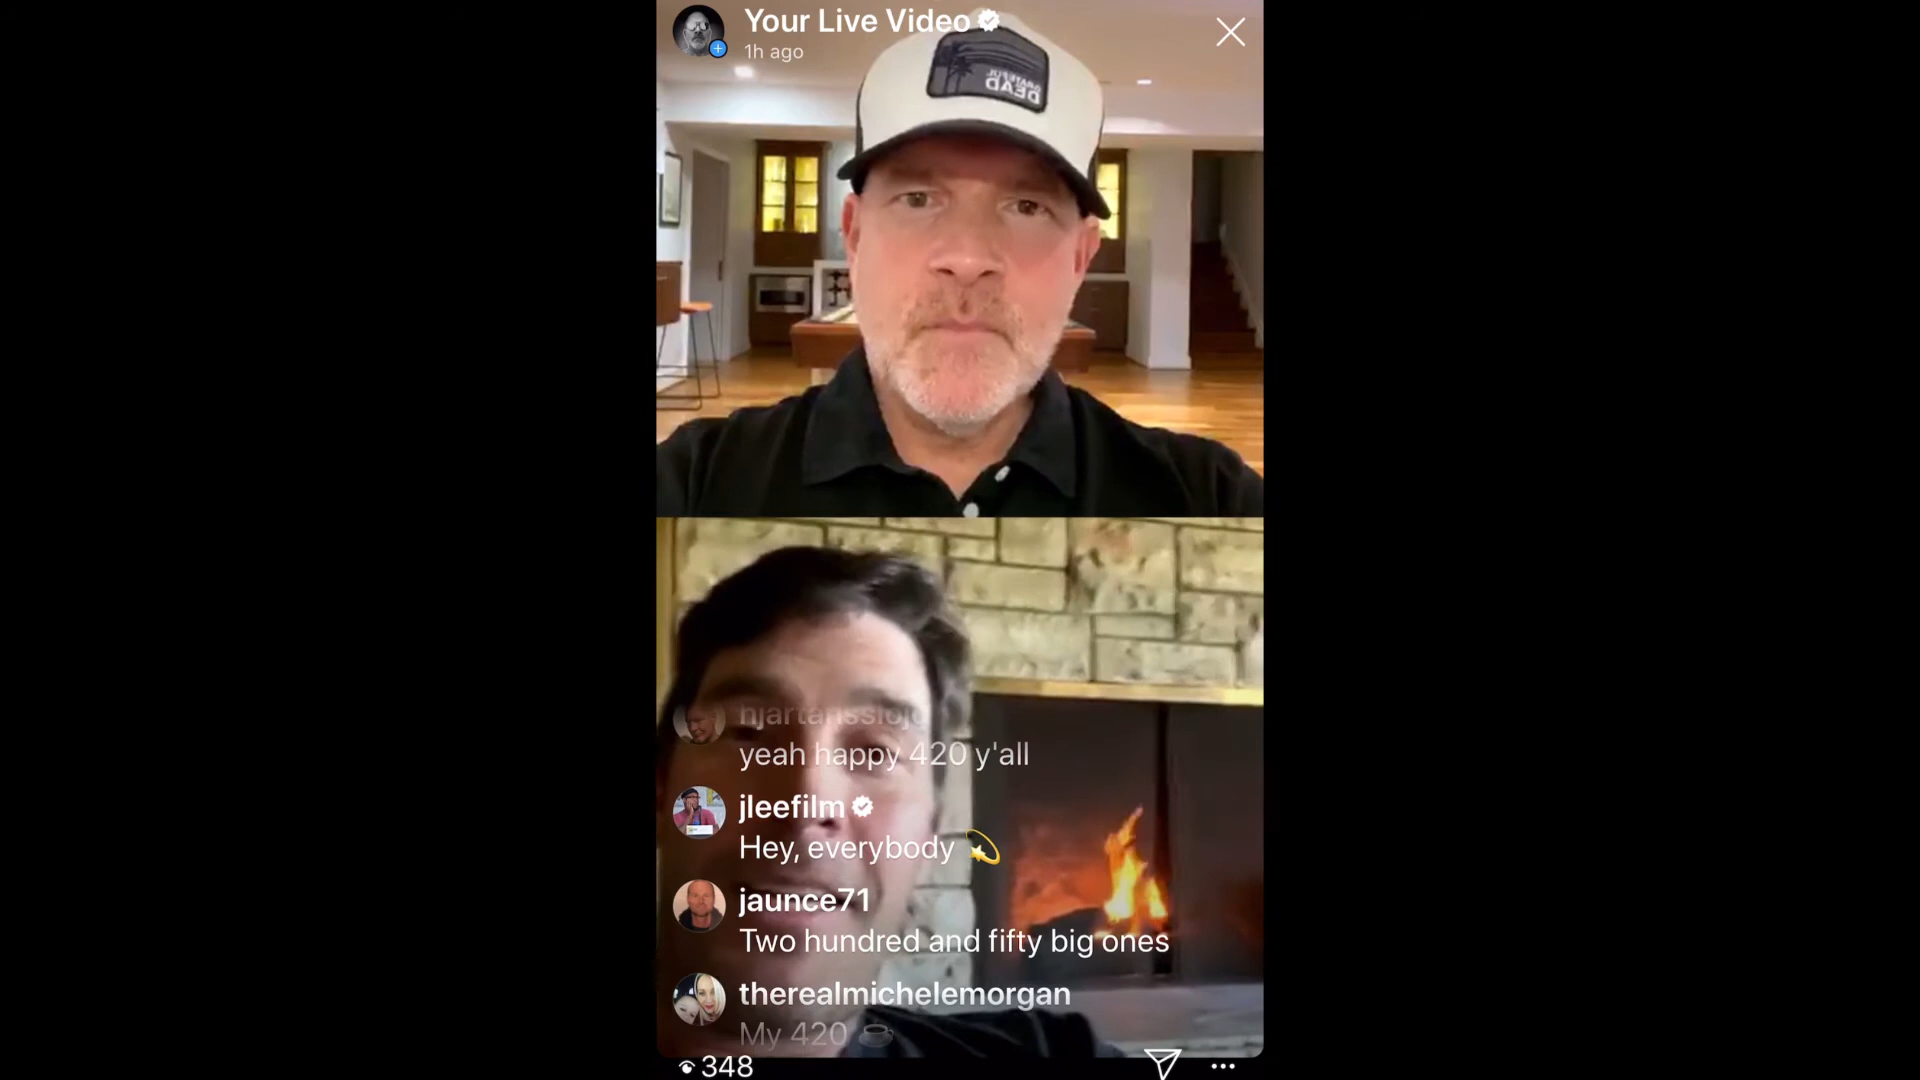 Your Live Video
1h ago
GRATEFUL
DEAD
yeah happy 420 y'all
jleefilm
Hey, everybody
jaunce71
Two hundred and fifty big ones
therealmichelemorgan
My 420
348